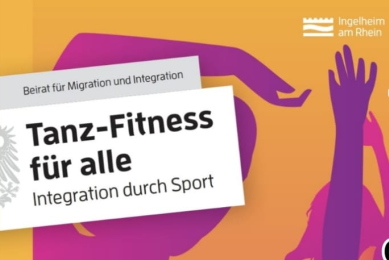 Ingelheim
am Rhein
Beirat für Migration und Integration
Tanz-Fitness
für alle
Integration durch Sport